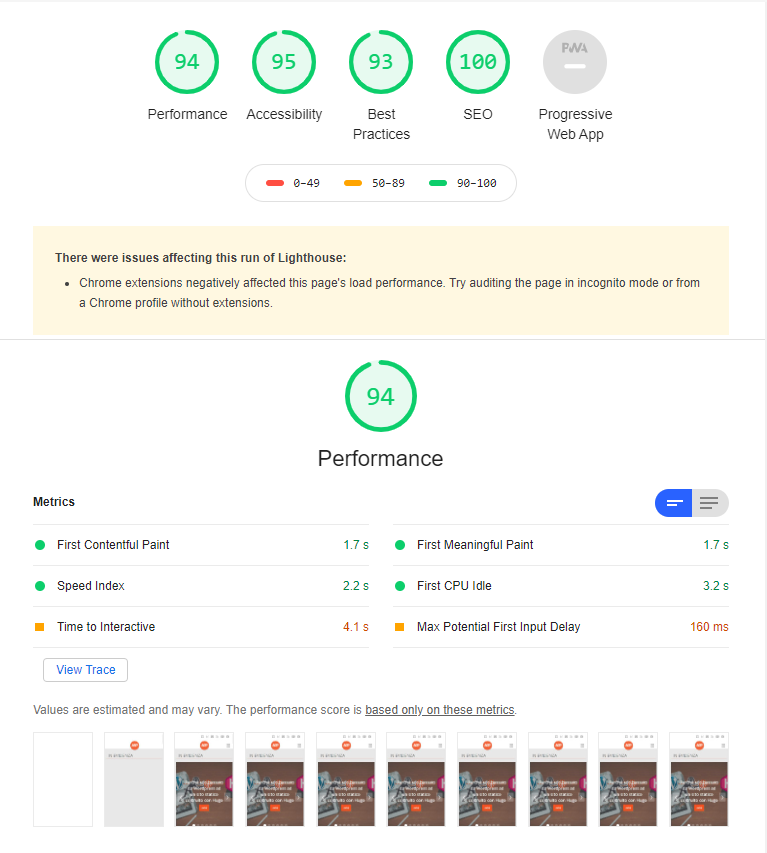 94
95
93
100
PWA
Performance
Accessibility
Best
Practices
SEO
Progressive
Web App
0–49
50–89
90–100
There were issues affecting this run of Lighthouse:
Chrome extensions negatively affected this page's load performance. Try auditing the page in incognito mode or from
a Chrome profile without extensions.
94
Performance
Metrics
First Contentful Paint 1.7 s
First Meaningful Paint 1.7 s
Speed Index 2.2 s
First CPU Idle 3.2 s
Time to Interactive 4.1 s
Max Potential First Input Delay 160 ms
View Trace
Values are estimated and may vary. The performance score is based only on these metrics.